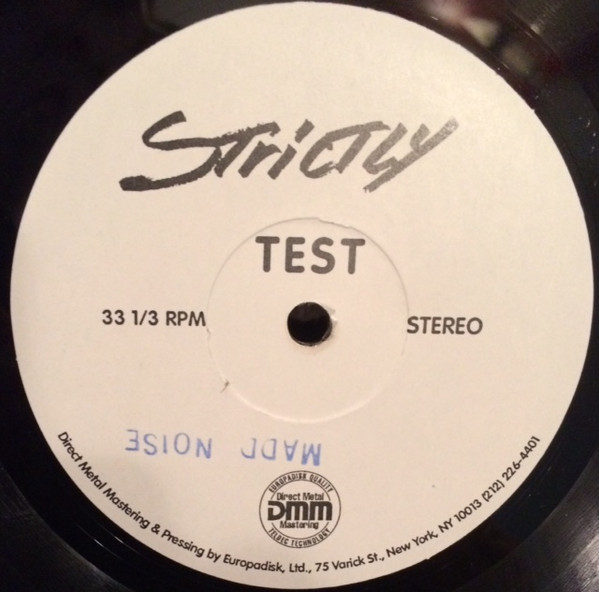 Strictly
TEST
33 1/3 RPM
STEREO
MADD NOISE
EUROPADISK QUALITY
Direct Metal
DMM
Mastering
TELDEC TECHNOLOGY
Direct Metal Mastering & Pressing by Europadisk, Ltd., 75 Varick St., New York, NY 10013 (212) 226-4401